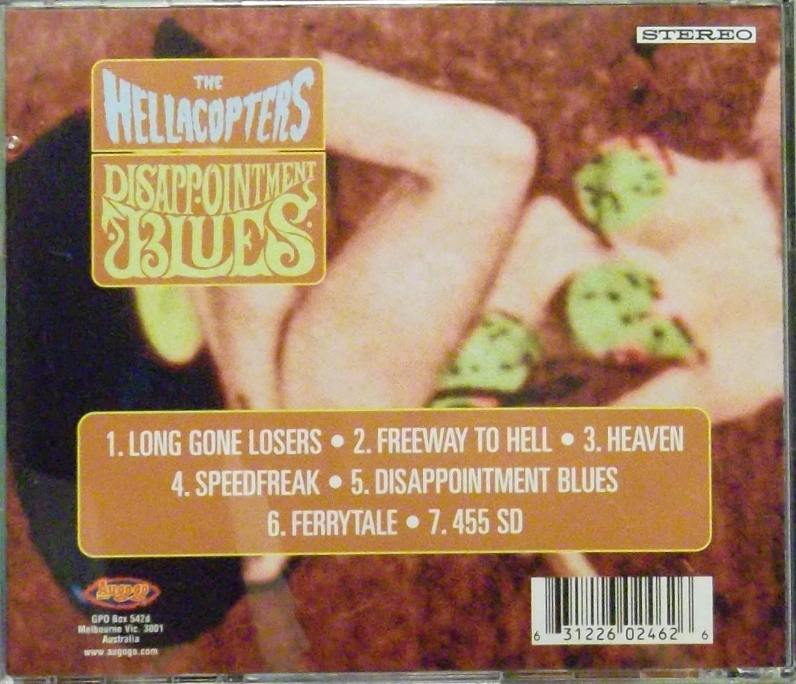 STEREO
THE
HELLACOPTERS
DISAPPOINTMENT
BLUES
1. LONG GONE LOSERS • 2. FREEWAY TO HELL • 3. HEAVEN
4. SPEEDFREAK • 5. DISAPPOINTMENT BLUES
6. FERRYTALE • 7. 455 SD
Augogo
GPO Box 542d
Melbourne Vic. 3001
Australia
www.augogo.com
6 31226 02462 6